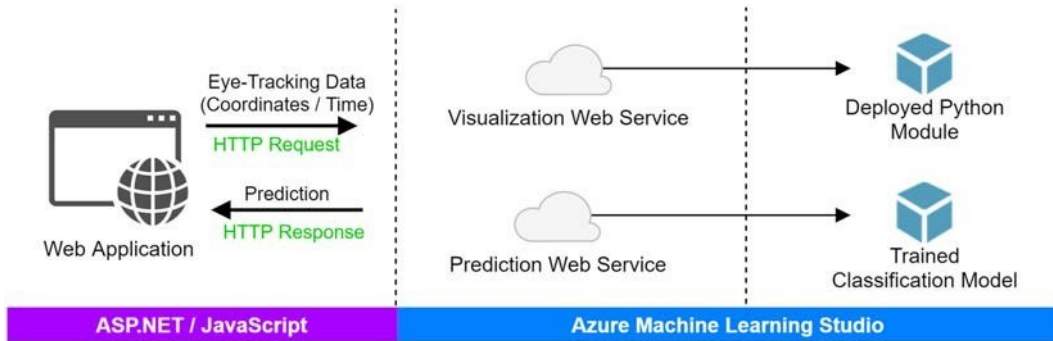 Eye-Tracking Data
(Coordinates / Time)
HTTP Request
Prediction
HTTP Response
Web Application
Visualization Web Service
Prediction Web Service
Deployed Python
Module
Trained
Classification Model
ASP.NET / JavaScript
Azure Machine Learning Studio